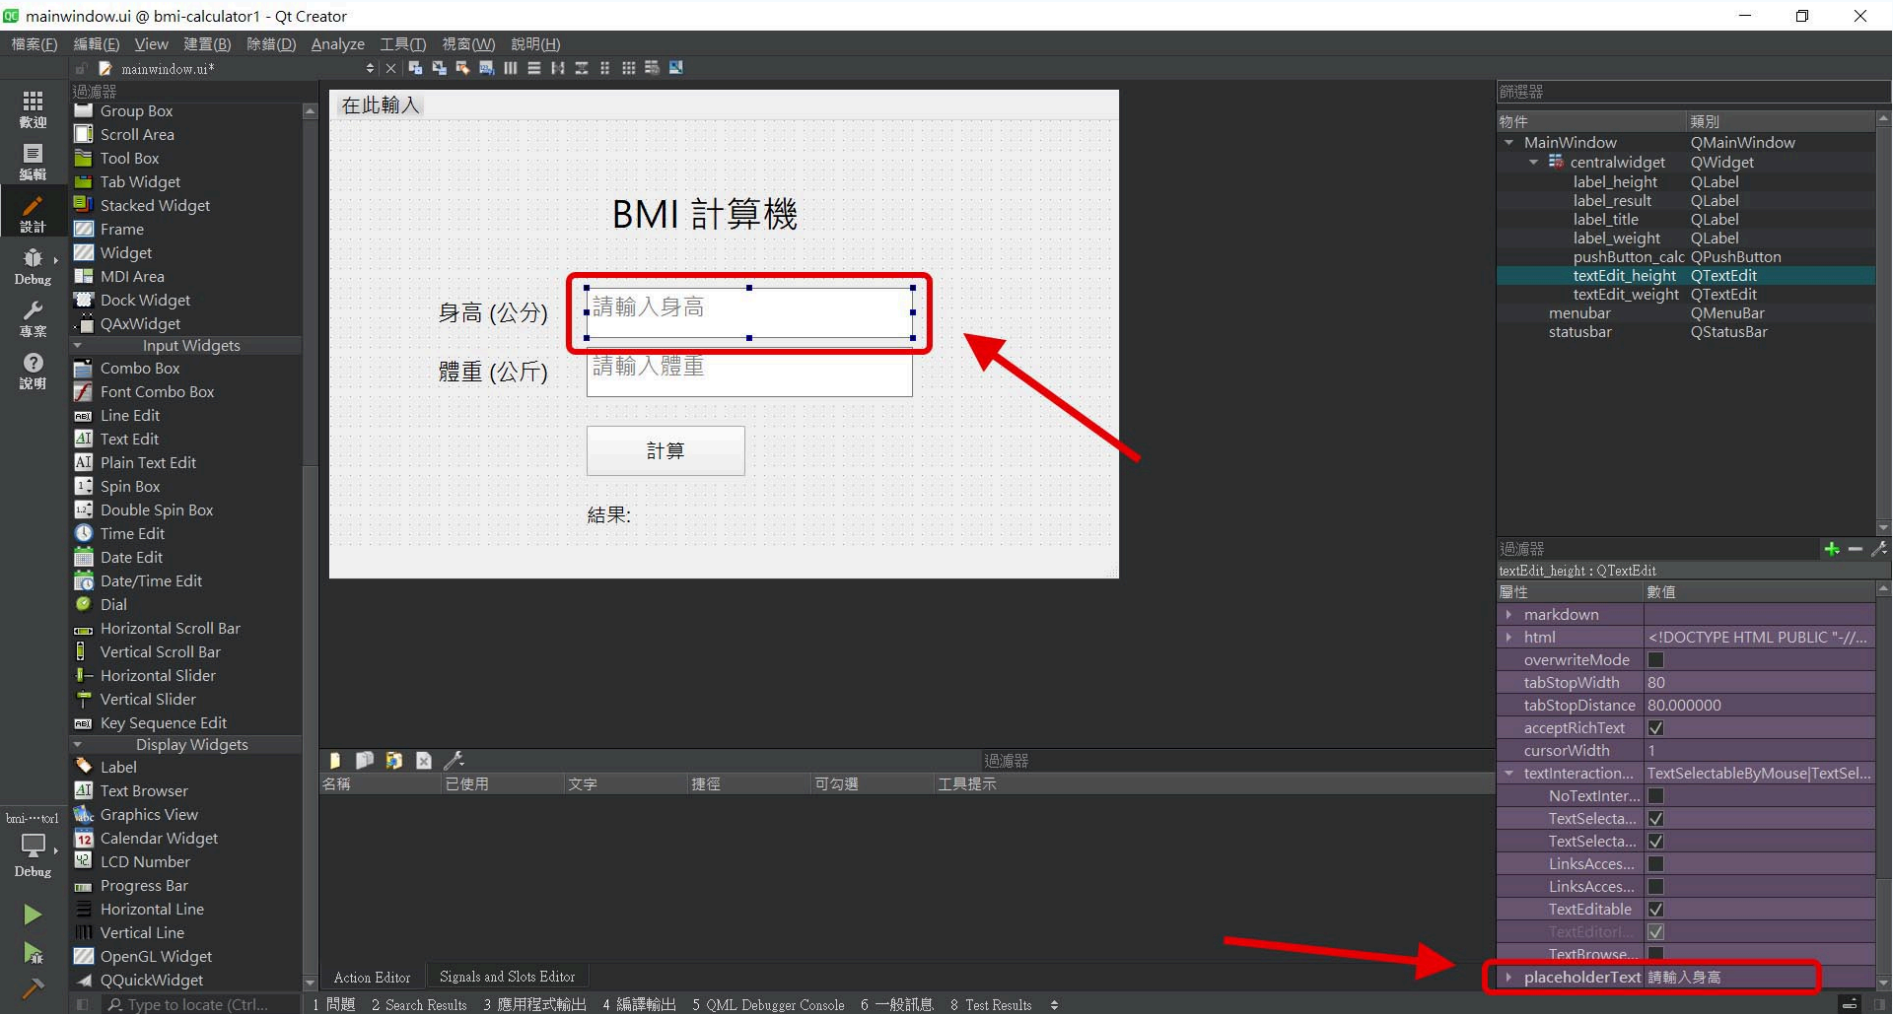 mainwindow.ui @ bmi-calculator1 - Qt Creator
檔案(F) 編輯(E) View 建置(B) 除錯(D) Analyze 工具(T) 視窗(W) 說明(H)
mainwindow.ui*
歡迎
編輯
設計
Debug
專案
說明
bmi-···tor1
Debug
過濾器
Group Box
Scroll Area
Tool Box
Tab Widget
Stacked Widget
Frame
Widget
MDI Area
Dock Widget
QAxWidget
Input Widgets
Combo Box
Font Combo Box
Line Edit
Text Edit
Plain Text Edit
Spin Box
Double Spin Box
Time Edit
Date Edit
Date/Time Edit
Dial
Horizontal Scroll Bar
Vertical Scroll Bar
Horizontal Slider
Vertical Slider
Key Sequence Edit
Display Widgets
Label
Text Browser
Graphics View
Calendar Widget
LCD Number
Progress Bar
Horizontal Line
Vertical Line
OpenGL Widget
QQuickWidget
在此輸入
BMI 計算機
身高 (公分) 請輸入身高
體重 (公斤) 請輸入體重
計算
結果:
過濾器
名稱 已使用 文字 捷徑 可勾選 工具提示
Action Editor Signals and Slots Editor
篩選器
物件 類別
MainWindow QMainWindow
centralwidget QWidget
label_height QLabel
label_result QLabel
label_title QLabel
label_weight QLabel
pushButton_calc QPushButton
textEdit_height QTextEdit
textEdit_weight QTextEdit
menubar QMenuBar
statusbar QStatusBar
過濾器
textEdit_height : QTextEdit
屬性 數值
markdown
html <!DOCTYPE HTML PUBLIC "-//...
overwriteMode
tabStopWidth 80
tabStopDistance 80.000000
acceptRichText
cursorWidth 1
textInteraction... TextSelectableByMouse|TextSel...
NoTextInter...
TextSelecta...
TextSelecta...
LinksAcces...
LinksAcces...
TextEditable
TextEditorI...
TextBrowse...
placeholderText 請輸入身高
Type to locate (Ctrl... 1 問題 2 Search Results 3 應用程式輸出 4 編譯輸出 5 QML Debugger Console 6 一般訊息 8 Test Results